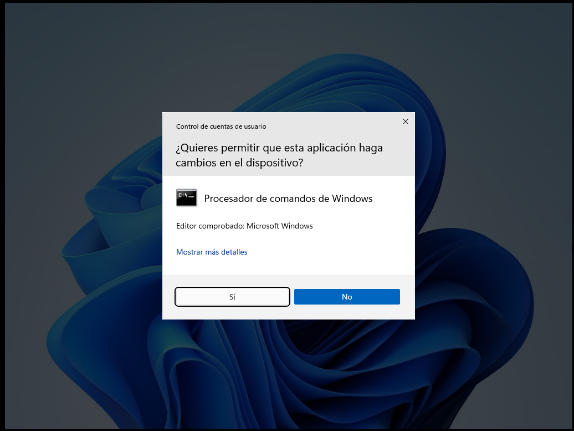 Control de cuentas de usuario
¿Quieres permitir que esta aplicación haga
cambios en el dispositivo?
Procesador de comandos de Windows
Editor comprobado: Microsoft Windows
Mostrar más detalles
Sí
No